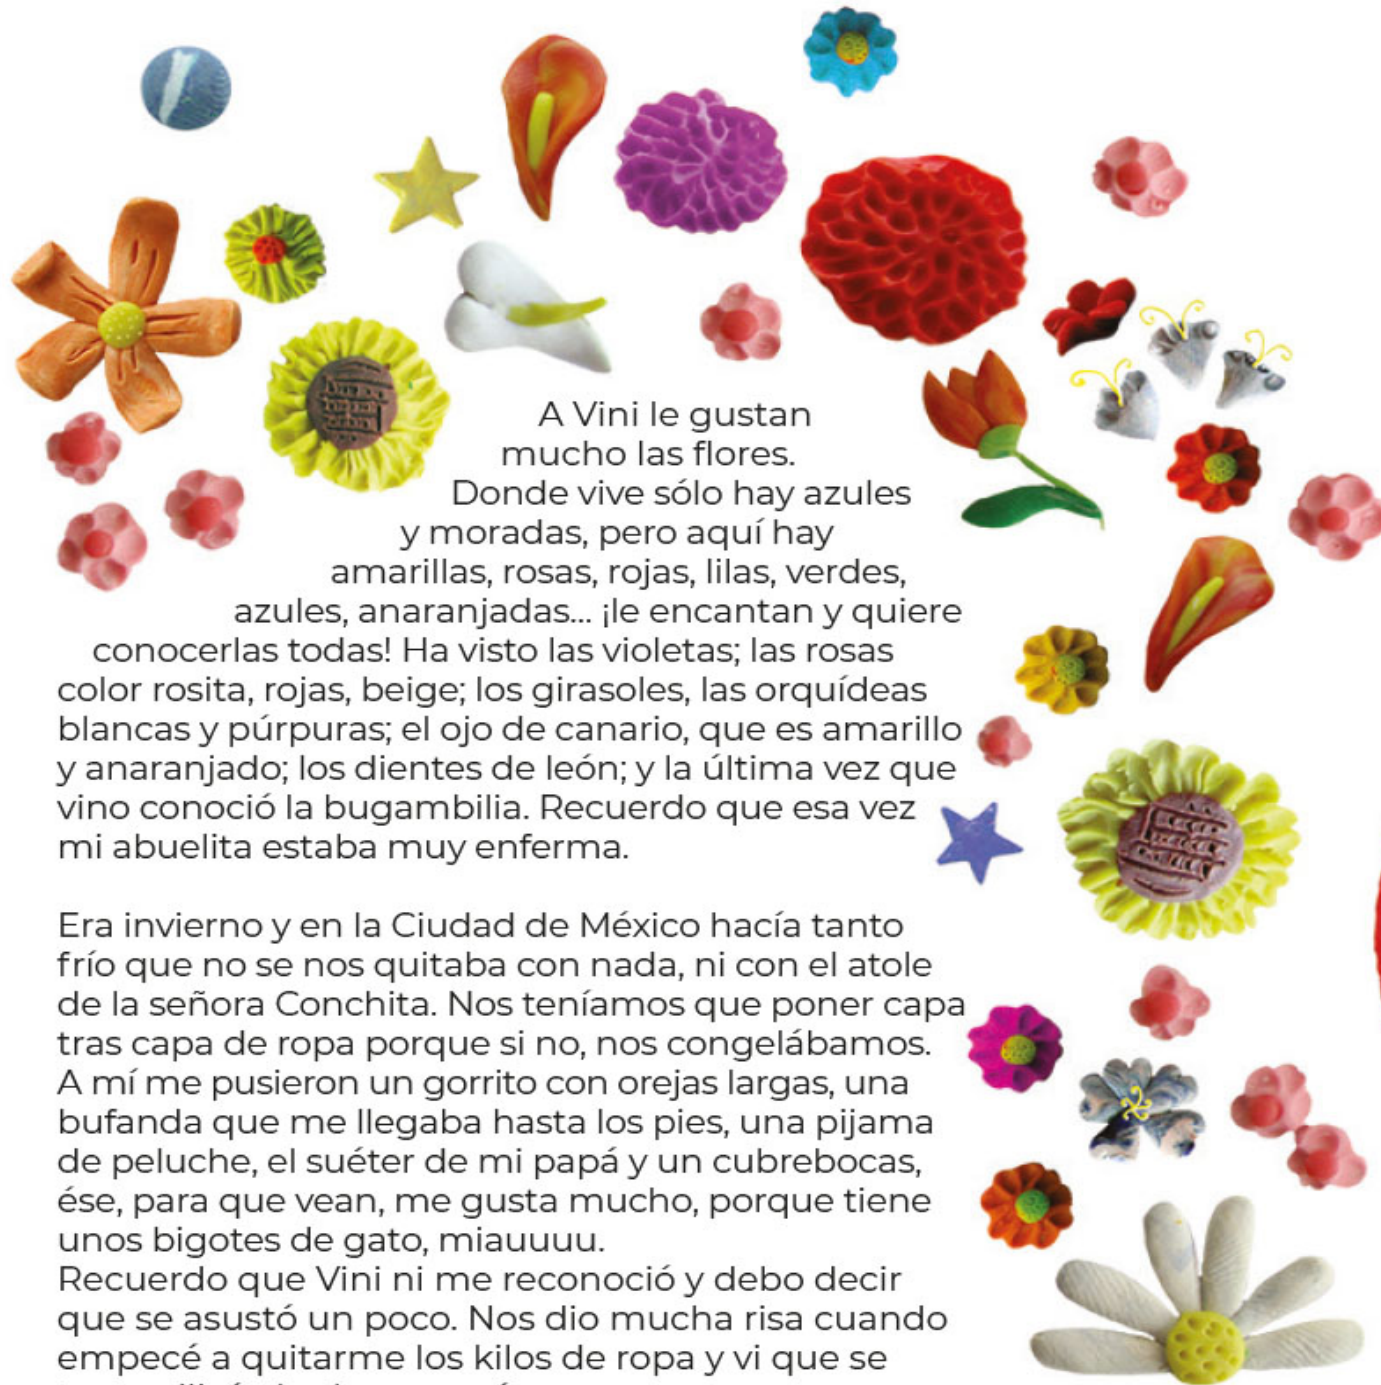 A Vini le gustan
mucho las flores.
Donde vive sólo hay azules
y moradas, pero aquí hay
amarillas, rosas, rojas, lilas, verdes,
azules, anaranjadas... ¡le encantan y quiere
conocerlas todas! Ha visto las violetas; las rosas
color rosita, rojas, beige; los girasoles, las orquídeas
blancas y púrpuras; el ojo de canario, que es amarillo
y anaranjado; los dientes de león; y la última vez que
vino conoció la bugambilia. Recuerdo que esa vez
mi abuelita estaba muy enferma.
Era invierno y en la Ciudad de México hacía tanto
frío que no se nos quitaba con nada, ni con el atole
de la señora Conchita. Nos teníamos que poner capa
tras capa de ropa porque si no, nos congelábamos.
A mí me pusieron un gorrito con orejas largas, una
bufanda que me llegaba hasta los pies, una pijama
de peluche, el suéter de mi papá y un cubrebocas,
ése, para que vean, me gusta mucho, porque tiene
unos bigotes de gato, miauuuu.
Recuerdo que Vini ni me reconoció y debo decir
que se asustó un poco. Nos dio mucha risa cuando
empecé a quitarme los kilos de ropa y vi que se